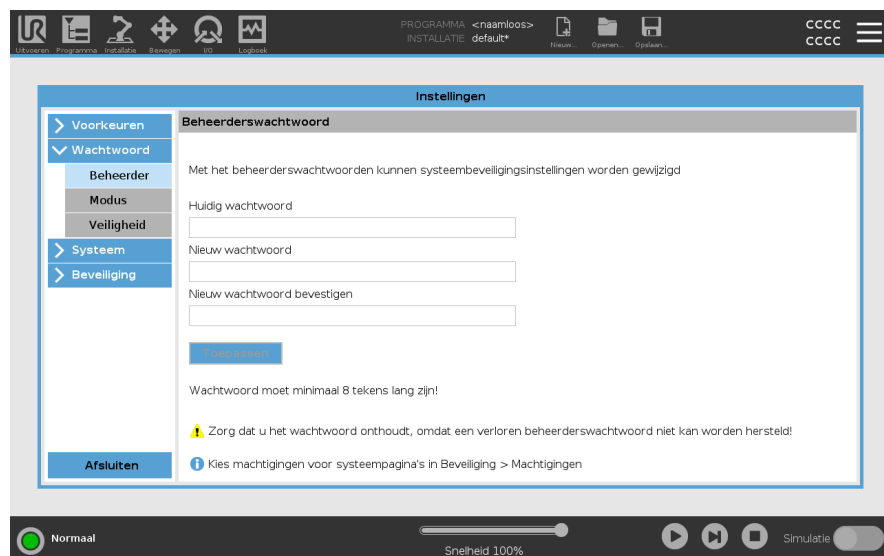 PROGRAMMA <naamloos>
INSTALLATIE default*
Uitvoeren Programma Installatie Bewegen I/O Logboek Nieuw... Openen... Opslaan...
CCCC
CCCC
Instellingen
Voorkeuren
Wachtwoord
Beheerder
Modus
Veiligheid
Systeem
Beveiliging
Afsluiten
Beheerderswachtwoord
Met het beheerderswachtwoorden kunnen systeembeveiligingsinstellingen worden gewijzigd
Huidig wachtwoord
Nieuw wachtwoord
Nieuw wachtwoord bevestigen
Toepassen
Wachtwoord moet minimaal 8 tekens lang zijn!
Zorg dat u het wachtwoord onthoudt, omdat een verloren beheerderswachtwoord niet kan worden hersteld!
Kies machtigingen voor systeempagina's in Beveiliging > Machtigingen
Normaal
Snelheid 100%
Simulatie